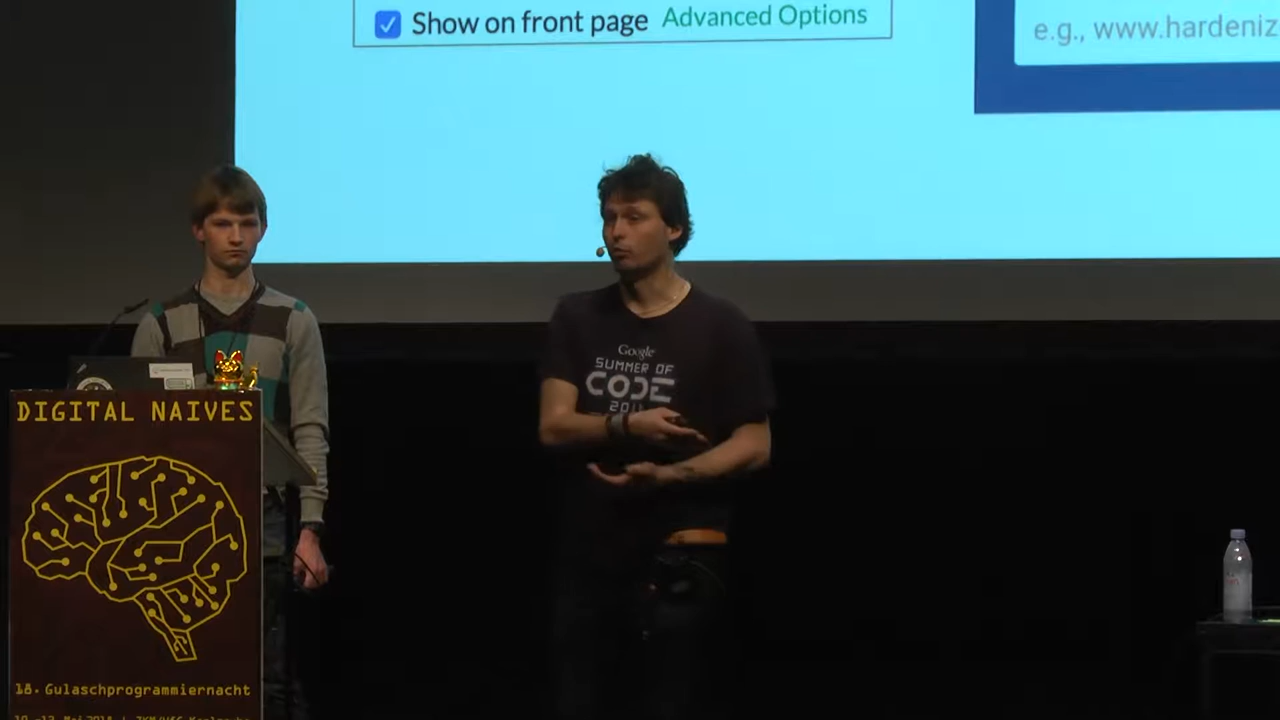 Show on front page Advanced Options
e.g., www.hardeniz
Google
SUMMER OF
CODE
DIGITAL NAIVES
18. Gulaschprogrammiernacht